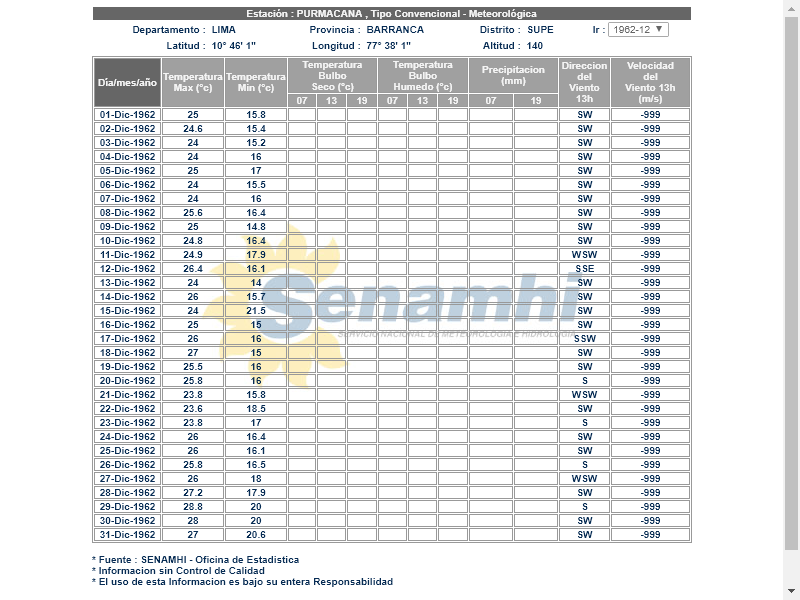 Estación : PURMACANA , Tipo Convencional - Meteorológica
Departamento : LIMA Provincia : BARRANCA Distrito : SUPE Ir : 1962-12
Latitud : 10° 46' 1" Longitud : 77° 38' 1" Altitud : 140
Día/mes/año Temperatura Max (°c) Temperatura Min (°c) Temperatura Bulbo Seco (°c) Temperatura Bulbo Humedo (°c) Precipitacion (mm) Direccion del Viento 13h Velocidad del Viento 13h (m/s)
07 13 19 07 13 19 07 19
01-Dic-1962 25 15.8 SW -999
02-Dic-1962 24.6 15.4 SW -999
03-Dic-1962 24 15.2 SW -999
04-Dic-1962 24 16 SW -999
05-Dic-1962 25 17 SW -999
06-Dic-1962 24 15.5 SW -999
07-Dic-1962 24 16 SW -999
08-Dic-1962 25.6 16.4 SW -999
09-Dic-1962 25 14.8 SW -999
10-Dic-1962 24.8 16.4 SW -999
11-Dic-1962 24.9 17.9 WSW -999
12-Dic-1962 26.4 16.1 SSE -999
13-Dic-1962 24 14 SW -999
14-Dic-1962 26 15.7 SW -999
15-Dic-1962 24 21.5 SW -999
16-Dic-1962 25 15 SW -999
17-Dic-1962 26 16 SSW -999
18-Dic-1962 27 15 SW -999
19-Dic-1962 25.5 16 SW -999
20-Dic-1962 25.8 16 S -999
21-Dic-1962 23.8 15.8 WSW -999
22-Dic-1962 23.6 18.5 SW -999
23-Dic-1962 23.8 17 S -999
24-Dic-1962 26 16.4 SW -999
25-Dic-1962 26 16.1 SW -999
26-Dic-1962 25.8 16.5 S -999
27-Dic-1962 26 18 WSW -999
28-Dic-1962 27.2 17.9 SW -999
29-Dic-1962 28.8 20 S -999
30-Dic-1962 28 20 SW -999
31-Dic-1962 27 20.6 SW -999
Senamhi
SERVICIO NACIONAL DE METEOROLOGIA E HIDROLOGIA
* Fuente : SENAMHI - Oficina de Estadistica
* Informacion sin Control de Calidad
* El uso de esta Informacion es bajo su entera Responsabilidad